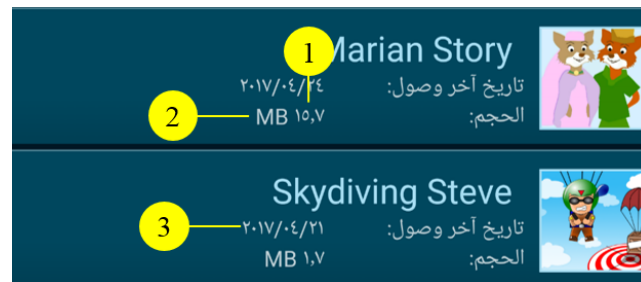 Marian Story
تاريخ آخر وصول: ٢٠١٧/٠٤/٢٤
الحجم: ١٥,٧ MB
Skydiving Steve
تاريخ آخر وصول: ٢٠١٧/٠٤/٢١
الحجم: ١,٧ MB
1
2
3